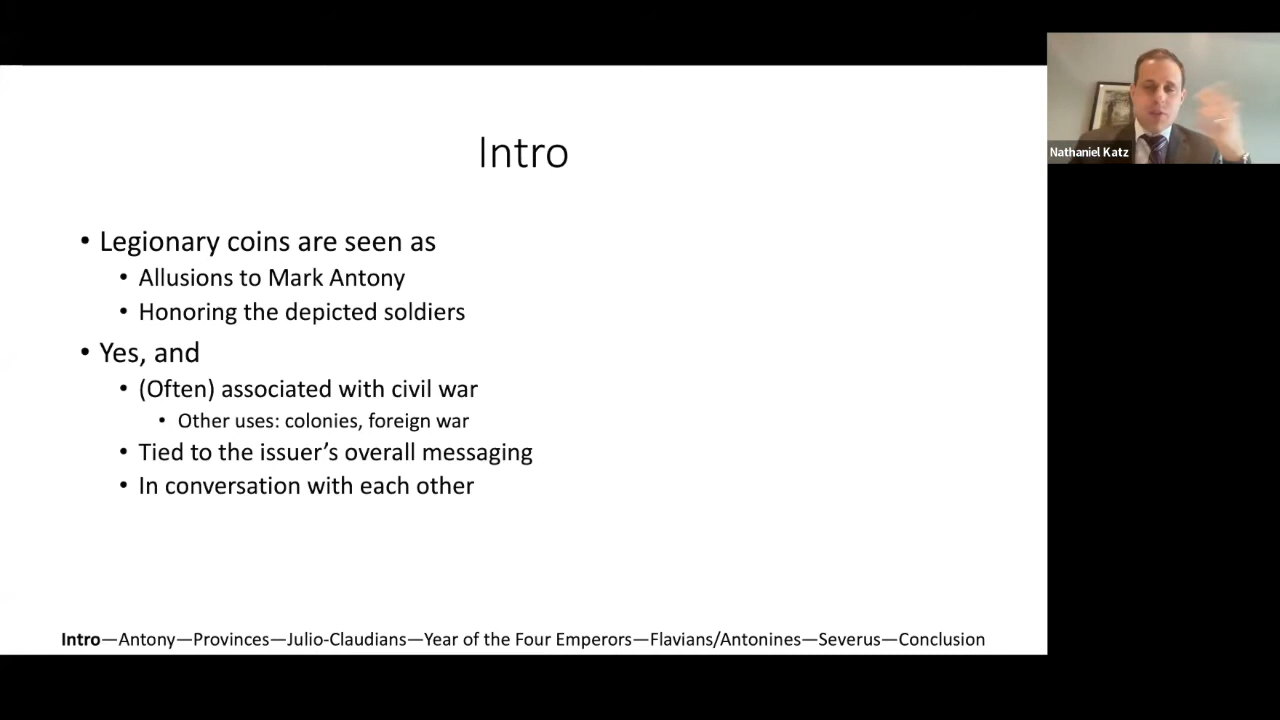 Intro
• Legionary coins are seen as
• Allusions to Mark Antony
• Honoring the depicted soldiers
• Yes, and
• (Often) associated with civil war
• Other uses: colonies, foreign war
• Tied to the issuer’s overall messaging
• In conversation with each other
Intro—Antony—Provinces—Julio-Claudians—Year of the Four Emperors—Flavians/Antonines—Severus—Conclusion
Nathaniel Katz